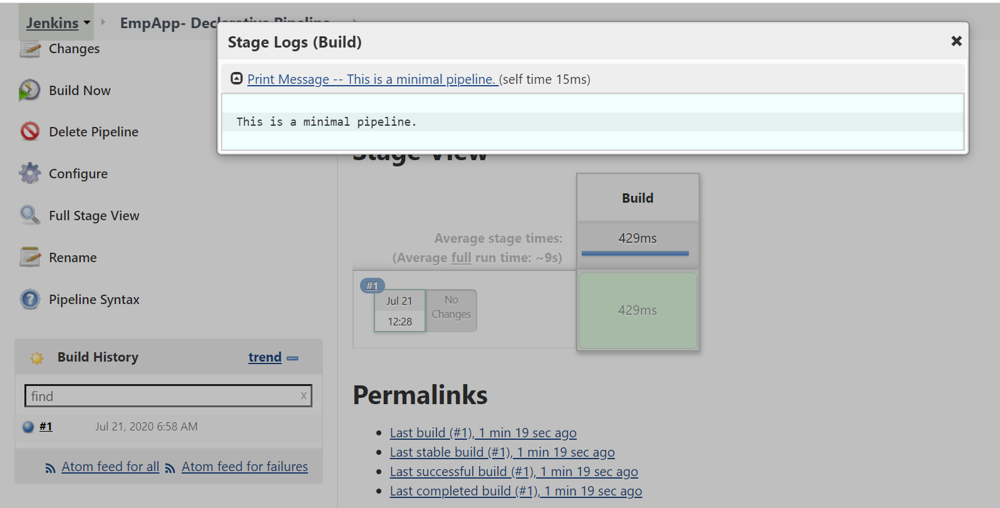 Jenkins
EmpApp- Declarative Pipeline
Stage Logs (Build)
Print Message -- This is a minimal pipeline. (self time 15ms)
This is a minimal pipeline.
Changes
Build Now
Delete Pipeline
Configure
Full Stage View
Rename
Pipeline Syntax
Build History trend
find x
#1 Jul 21, 2020 6:58 AM
Atom feed for all Atom feed for failures
Stage View
Build
Average stage times:
(Average full run time: ~9s)
429ms
#1
Jul 21
12:28
No
Changes
429ms
Permalinks
Last build (#1), 1 min 19 sec ago
Last stable build (#1), 1 min 19 sec ago
Last successful build (#1), 1 min 19 sec ago
Last completed build (#1), 1 min 19 sec ago